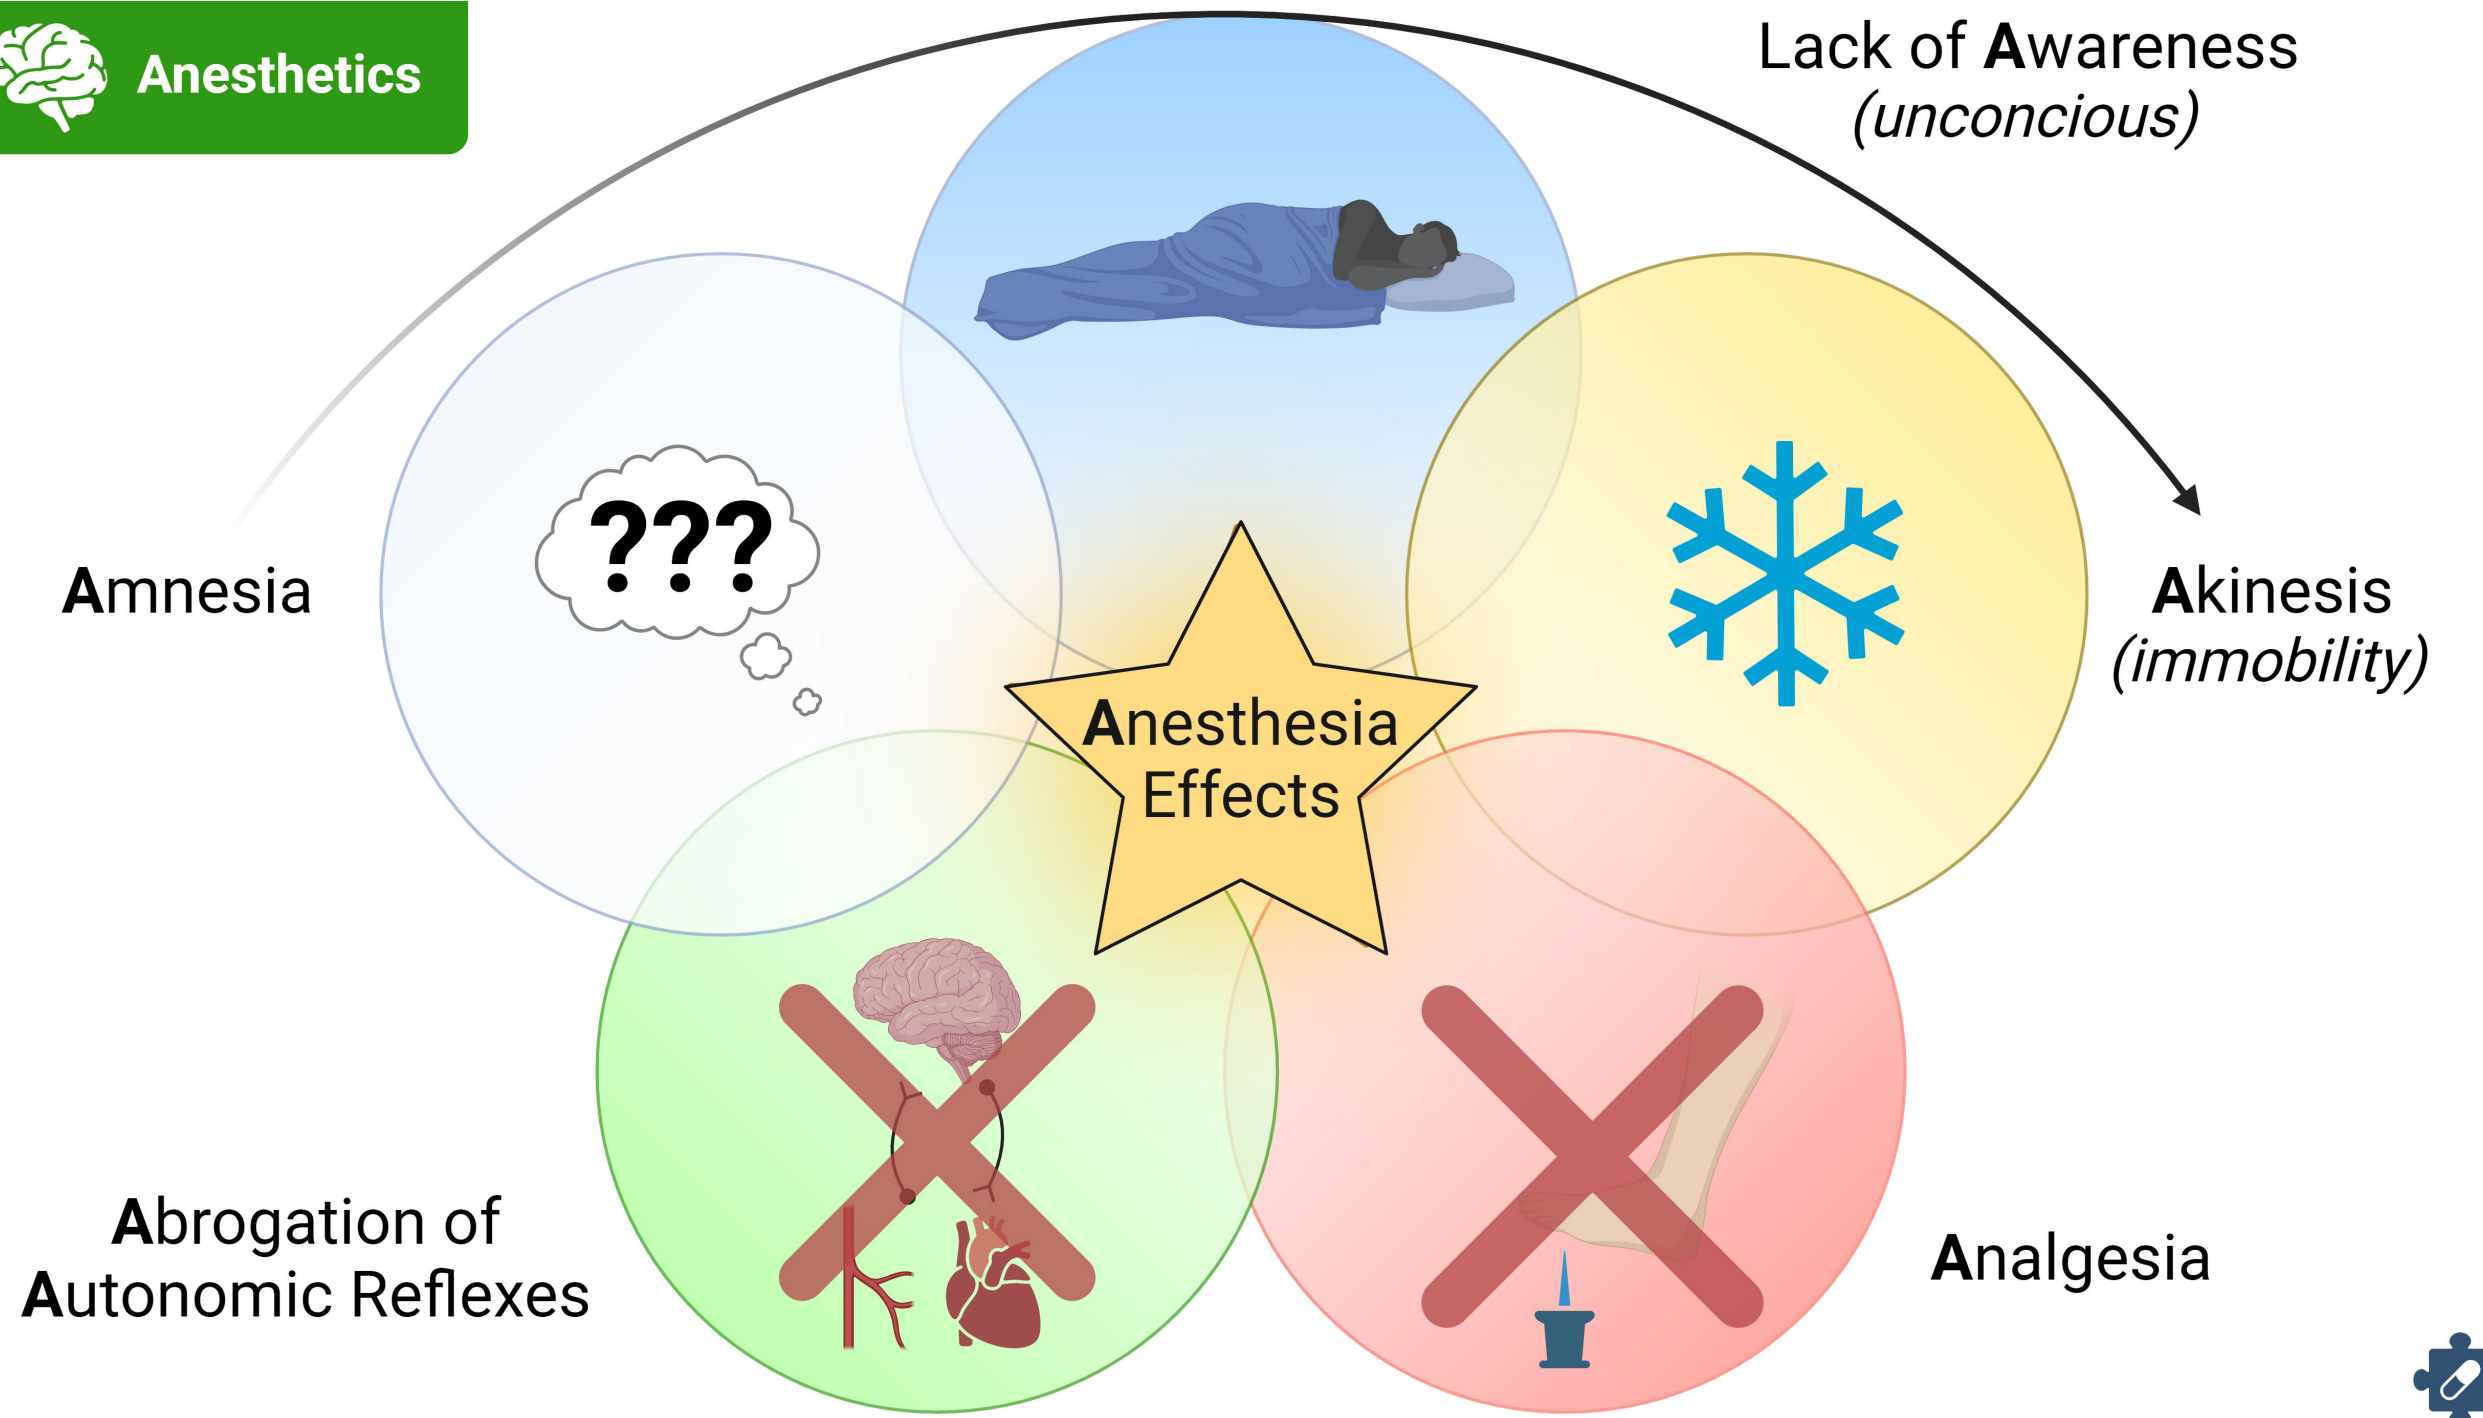 Anesthetics
Lack of Awareness
(unconcious)
???
Amnesia
Akinesis
(immobility)
Anesthesia
Effects
Abrogation of
Autonomic Reflexes
Analgesia